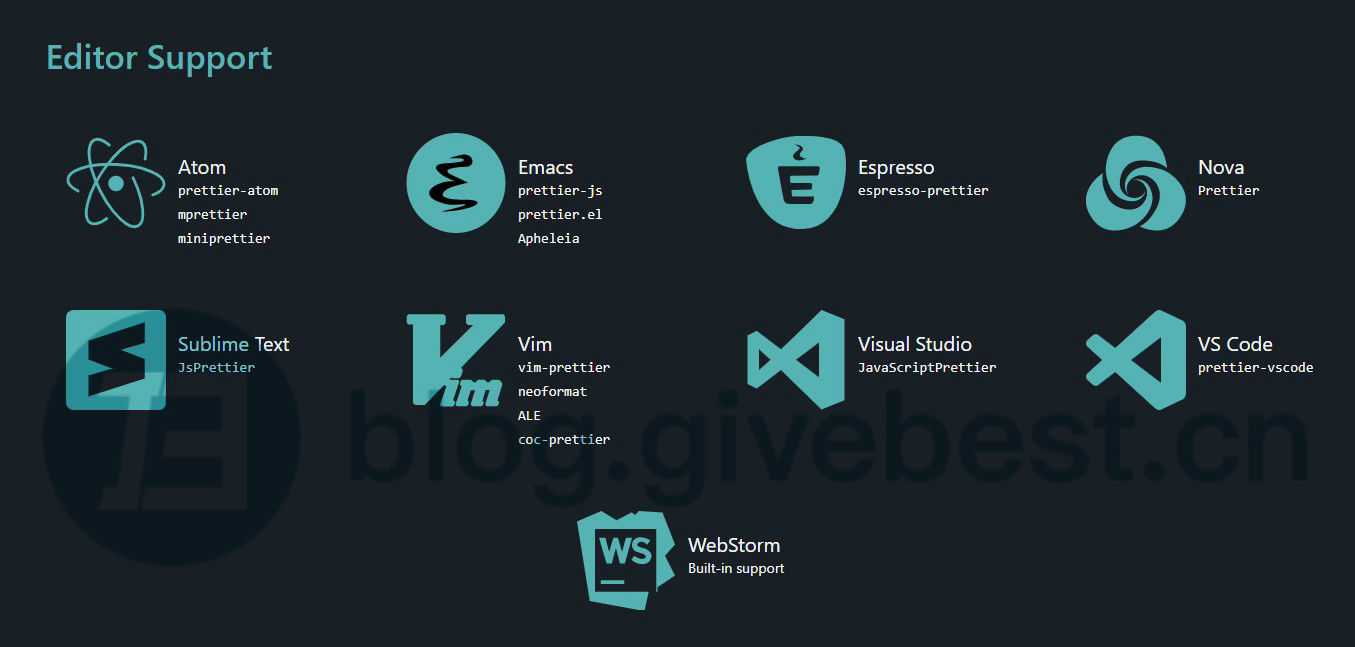 Editor Support
Atom
prettier-atom
mprettier
miniprettier
Emacs
prettier-js
prettier.el
Apheleia
Espresso
espresso-prettier
Nova
Prettier
Sublime Text
JsPrettier
Vim
vim-prettier
neoformat
ALE
coc-prettier
Visual Studio
JavaScriptPrettier
VS Code
prettier-vscode
blog.givebest.cn
WS
WebStorm
Built-in support